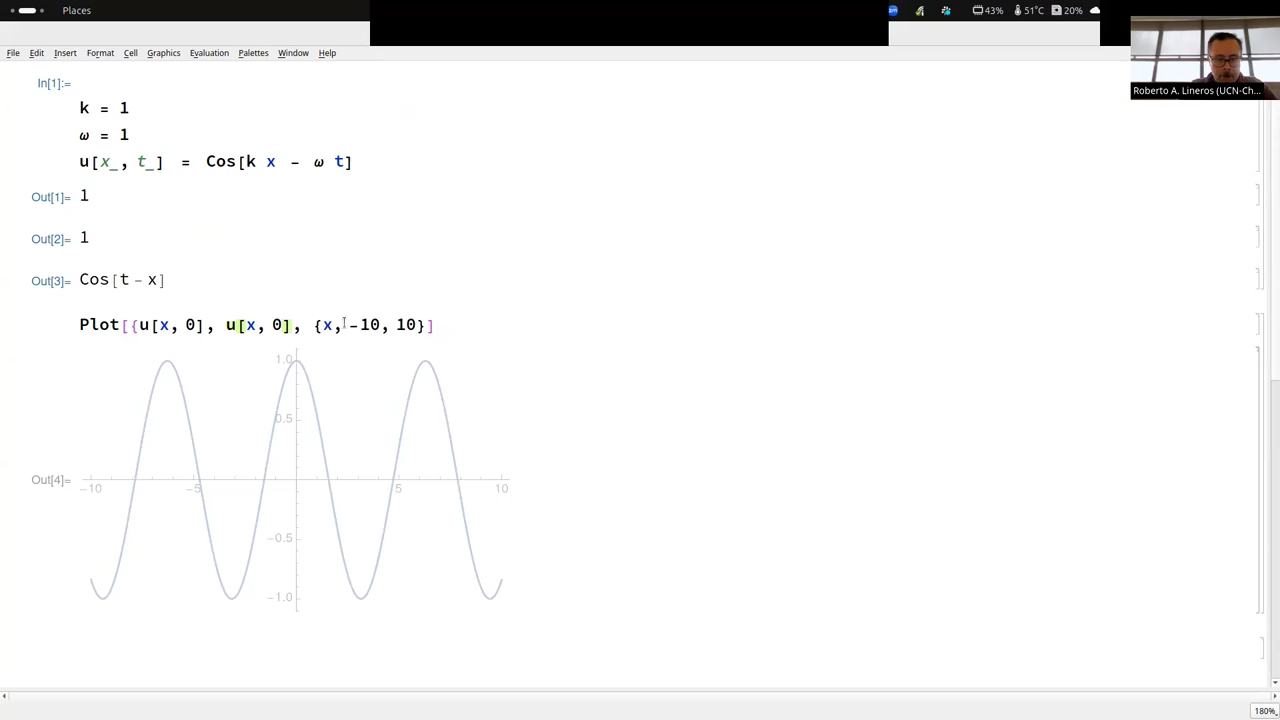 Places
43% 51°C 20%
Roberto A. Lineros (UCN-Ch...
File Edit Insert Format Cell Graphics Evaluation Palettes Window Help
In[1]:=
k = 1
ω = 1
u[x_, t_] = Cos[k x - ω t]
Out[1]= 1
Out[2]= 1
Out[3]= Cos[t - x]
Plot[{u[x, 0], u[x, 0], {x, -10, 10}]
1.0
0.5
Out[4]=
-10 -5 5 10
-0.5
-1.0
180%